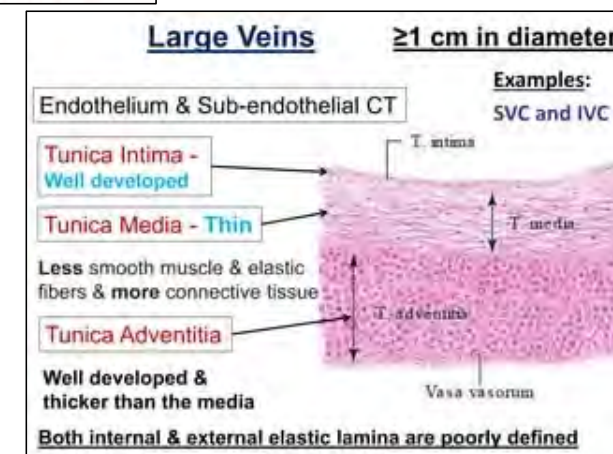 Large Veins
≥1 cm in diameter
Examples:
SVC and IVC
Endothelium & Sub-endothelial CT
T. intima
Tunica Intima -
Well developed
Tunica Media - Thin
T. media
Less smooth muscle & elastic
fibers & more connective tissue
T. adventitia
Tunica Adventitia
Well developed &
thicker than the media
Vasa vasorum
Both internal & external elastic lamina are poorly defined